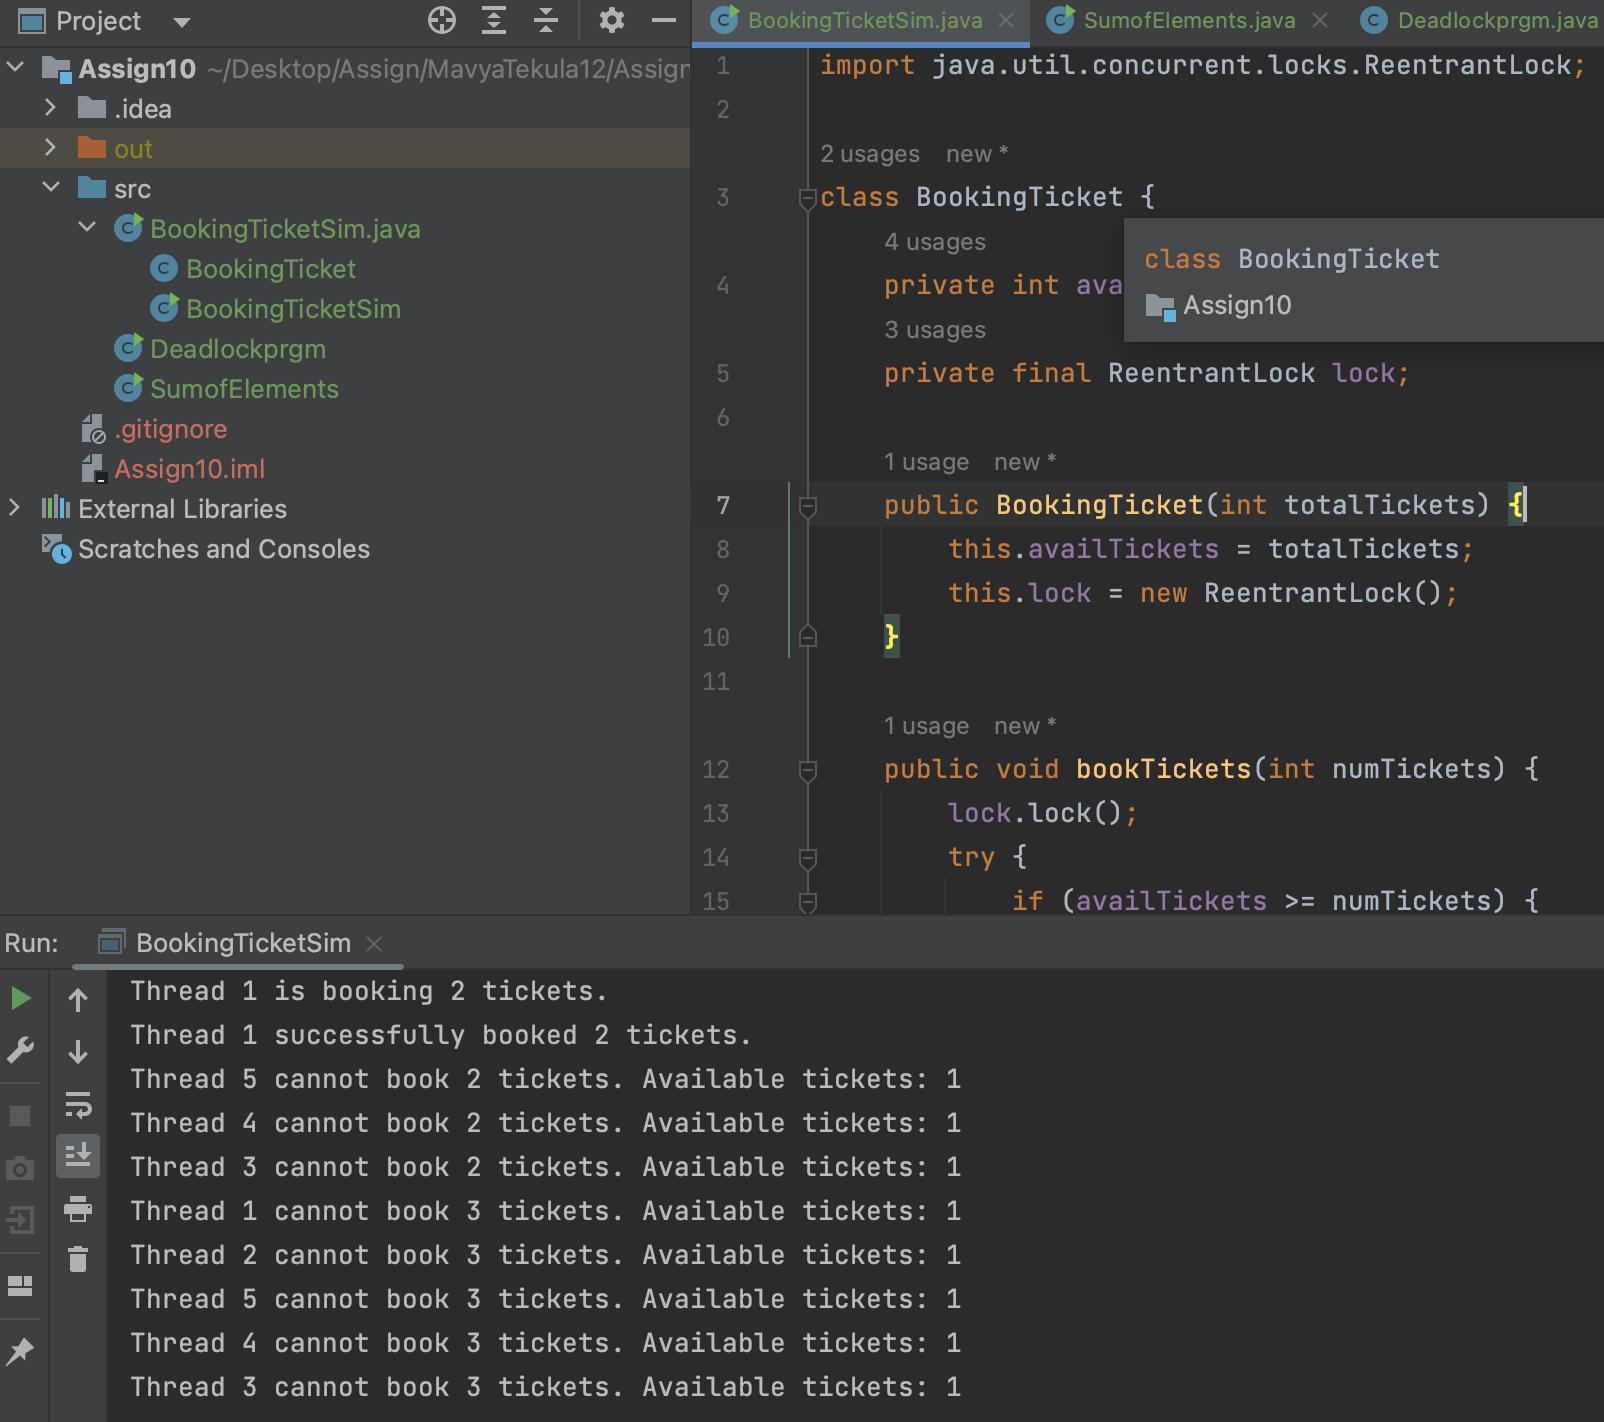 Project
Assign10 ~/Desktop/Assign/MavyaTekula12/Assign
.idea
out
src
BookingTicketSim.java
BookingTicket
BookingTicketSim
Deadlockprgm
SumofElements
.gitignore
Assign10.iml
External Libraries
Scratches and Consoles
BookingTicketSim.java
SumofElements.java
Deadlockprgm.java
1 import java.util.concurrent.locks.ReentrantLock;
2
2 usages new *
3 class BookingTicket {
4 usages
4 private int ava
3 usages
5 private final ReentrantLock lock;
6
1 usage new *
7 public BookingTicket(int totalTickets) {
8 this.availTickets = totalTickets;
9 this.lock = new ReentrantLock();
10 }
11
1 usage new *
12 public void bookTickets(int numTickets) {
13 lock.lock();
14 try {
15 if (availTickets >= numTickets) {
class BookingTicket
Assign10
Run: BookingTicketSim
Thread 1 is booking 2 tickets.
Thread 1 successfully booked 2 tickets.
Thread 5 cannot book 2 tickets. Available tickets: 1
Thread 4 cannot book 2 tickets. Available tickets: 1
Thread 3 cannot book 2 tickets. Available tickets: 1
Thread 1 cannot book 3 tickets. Available tickets: 1
Thread 2 cannot book 3 tickets. Available tickets: 1
Thread 5 cannot book 3 tickets. Available tickets: 1
Thread 4 cannot book 3 tickets. Available tickets: 1
Thread 3 cannot book 3 tickets. Available tickets: 1